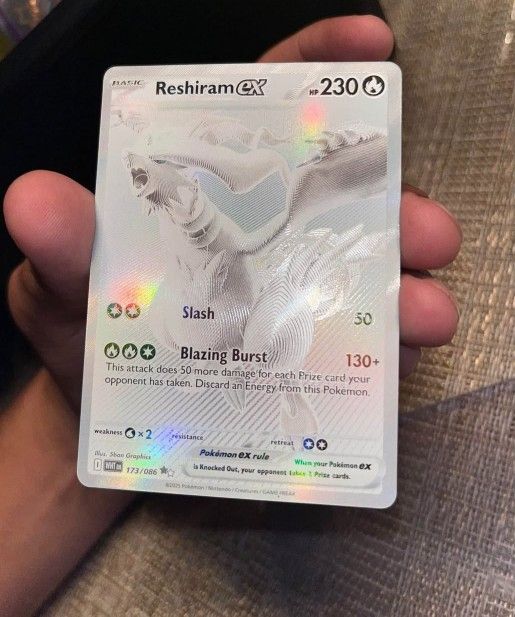 BASIC
Reshiram ex HP 230
Slash 50
Blazing Burst 130+
This attack does 50 more damage for each Prize card your
opponent has taken. Discard an Energy from this Pokémon.
weakness ×2 resistance retreat
Illus. 5ban Graphics
Pokémon ex rule
When your Pokémon ex
is Knocked Out, your opponent takes 2 Prize cards.
I WHT EN 173/086
©2025 Pokémon / Nintendo / Creatures / GAME FREAK